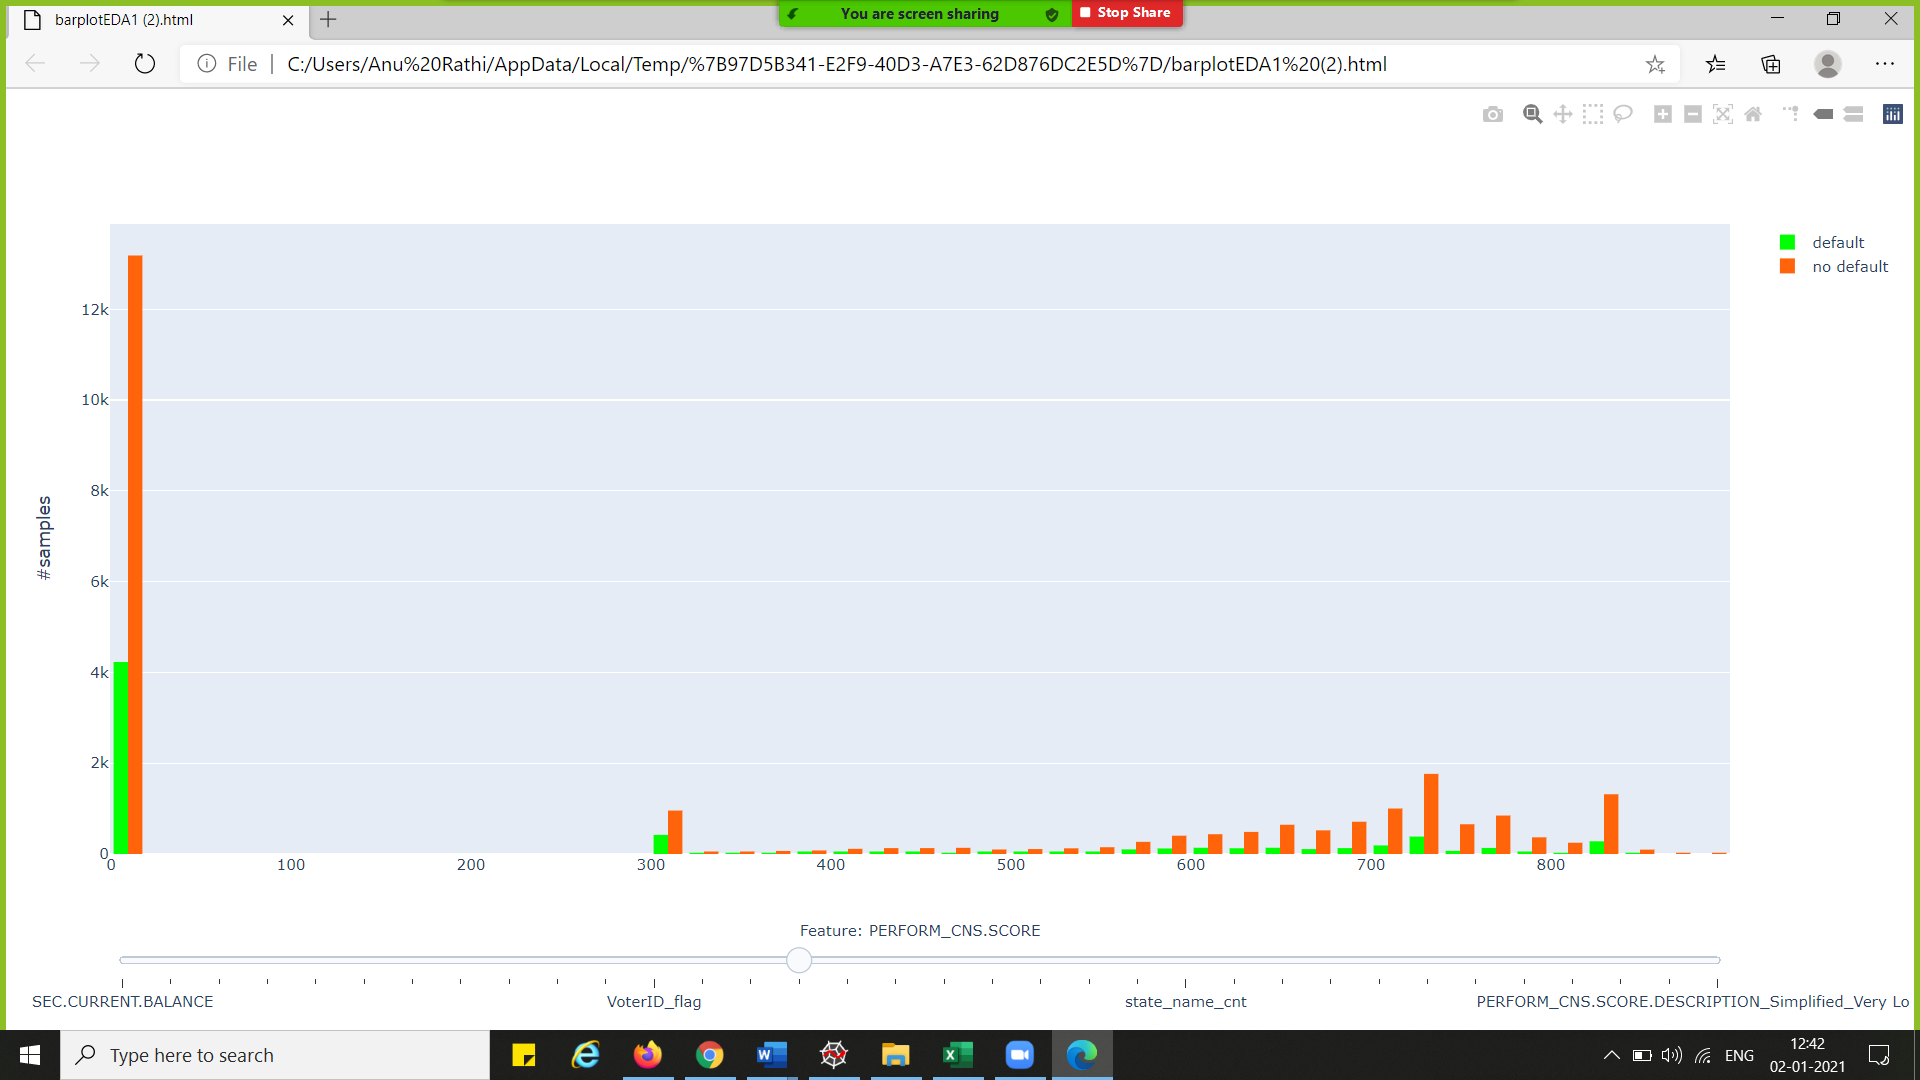 barplotEDA1 (2).html
You are screen sharing
Stop Share
File
C:/Users/Anu%20Rathi/AppData/Local/Temp/%7B97D5B341-E2F9-40D3-A7E3-62D876DC2E5D%7D/barplotEDA1%20(2).html
default
no default
#samples
12k
10k
8k
6k
4k
2k
0
0 100 200 300 400 500 600 700 800
Feature: PERFORM_CNS.SCORE
SEC.CURRENT.BALANCE VoterID_flag state_name_cnt PERFORM_CNS.SCORE.DESCRIPTION_Simplified_Very Lo
Type here to search
ENG
12:42
02-01-2021